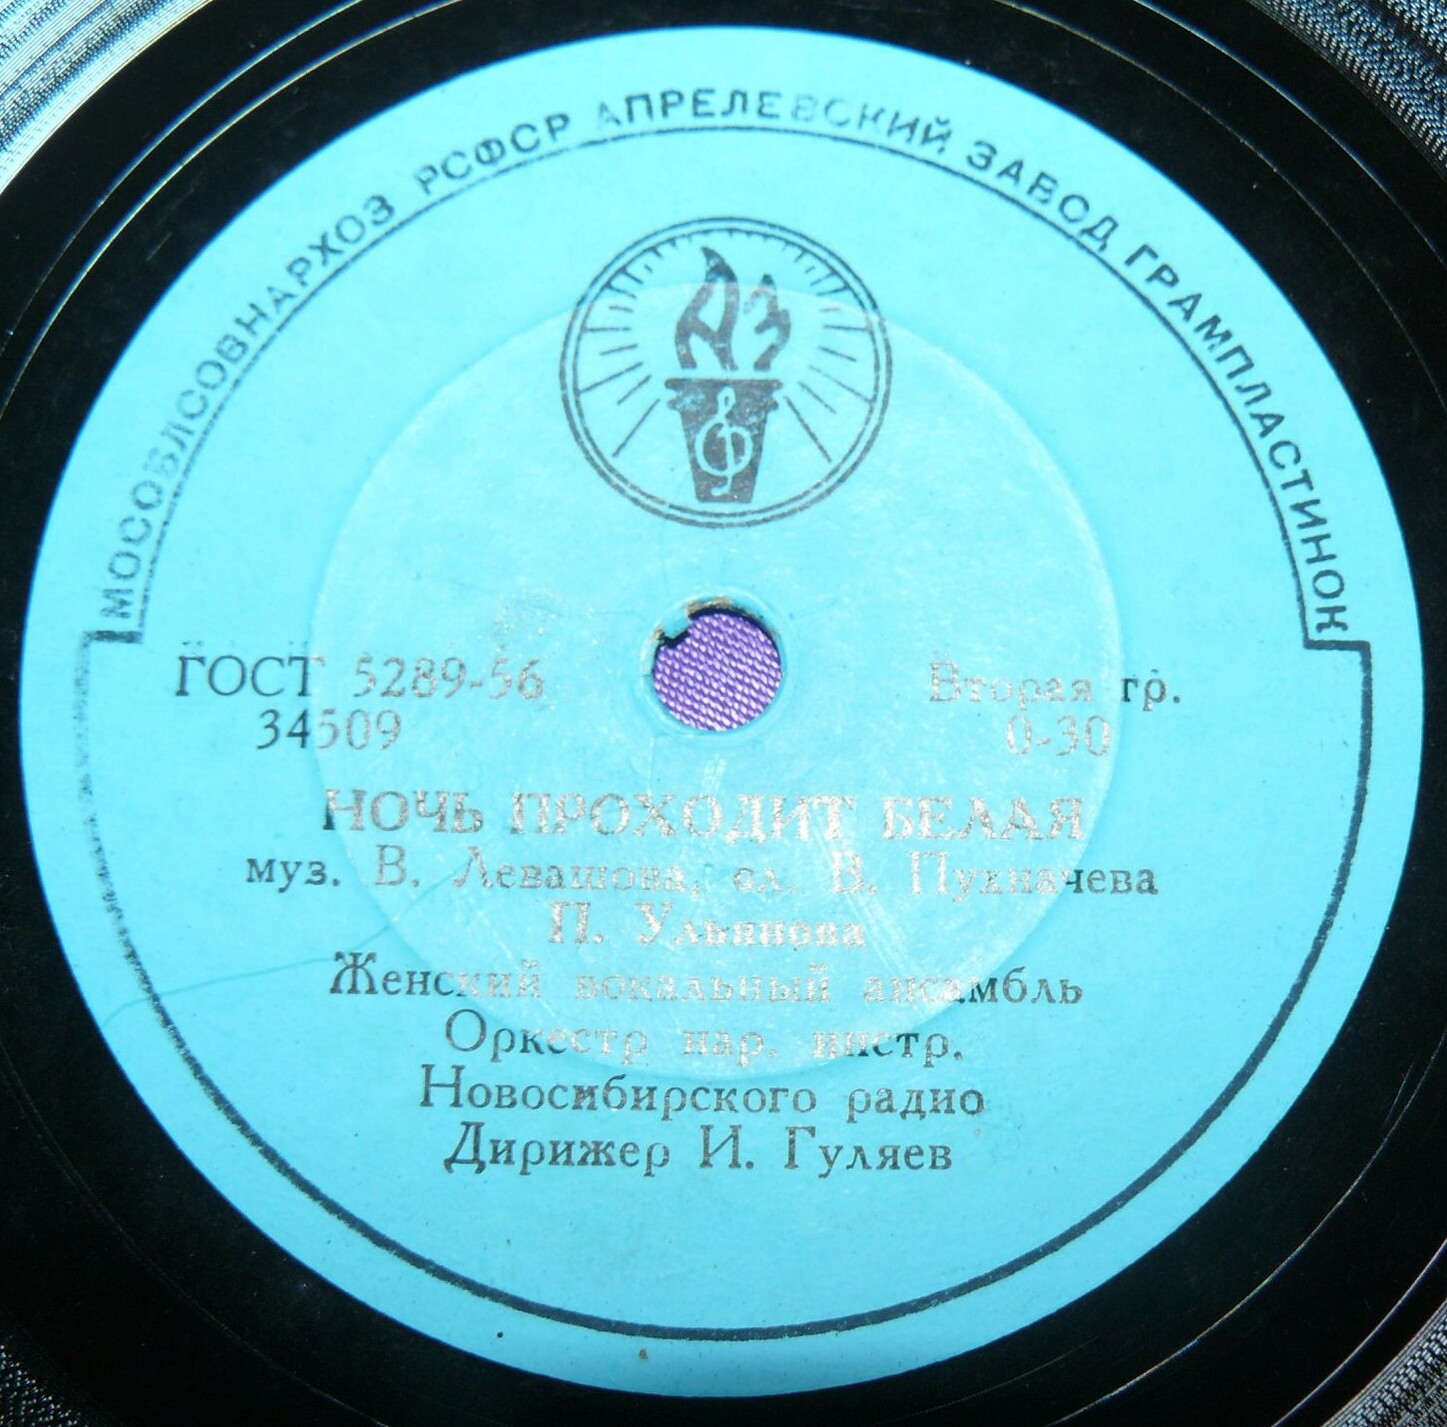 МОСОБЛСОВНАРХОЗ РСФСР АПРЕЛЕВСКИЙ ЗАВОД ГРАМПЛАСТИНОК
АЗ
ГОСТ 5289-56 Вторая гр.
34509 0-30
НОЧЬ ПРОХОДИТ БЕЛАЯ
муз. В. Левашова, сл. В. Пухначева
П. Ульянова
Женский вокальный ансамбль
Оркестр нар. инстр.
Новосибирского радио
Дирижер И. Гуляев